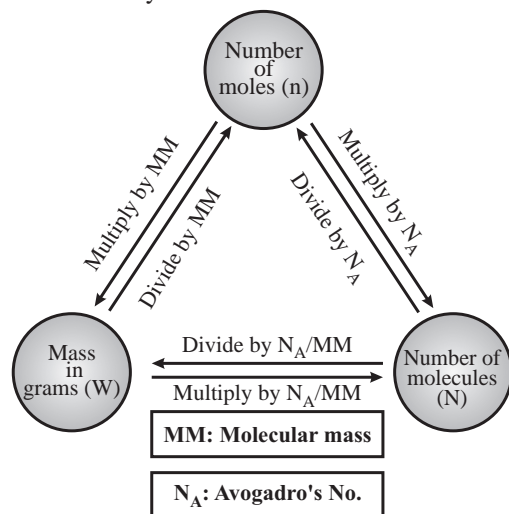 Number
of
moles (n)
Multiply by MM
Divide by MM
Multiply by N_A
Divide by N_A
Mass
in
grams (W)
Divide by N_A/MM
Multiply by N_A/MM
Number of
molecules
(N)
MM: Molecular mass
N_A: Avogadro's No.